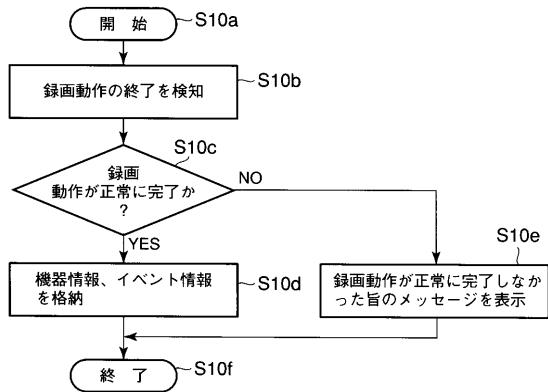 開 始
S10a
録画動作の終了を検知
S10b
S10c
録画
動作が正常に完了か
?
NO
YES
機器情報、イベント情報
を格納
S10d
S10e
録画動作が正常に完了しなか
った旨のメッセージを表示
終 了
S10f